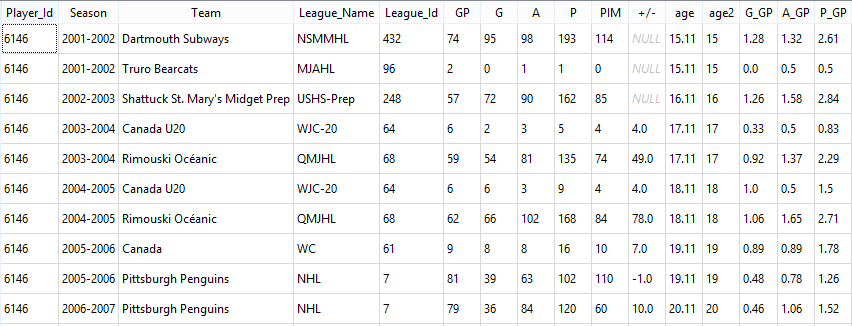 Player_Id Season Team League_Name League_Id GP G A P PIM +/- age age2 G_GP A_GP P_GP
6146 2001-2002 Dartmouth Subways NSMMHL 432 74 95 98 193 114 NULL 15.11 15 1.28 1.32 2.61
6146 2001-2002 Truro Bearcats MJAHL 96 2 0 1 1 0 NULL 15.11 15 0.0 0.5 0.5
6146 2002-2003 Shattuck St. Mary's Midget Prep USHS-Prep 248 57 72 90 162 85 NULL 16.11 16 1.26 1.58 2.84
6146 2003-2004 Canada U20 WJC-20 64 6 2 3 5 4 4.0 17.11 17 0.33 0.5 0.83
6146 2003-2004 Rimouski Océanic QMJHL 68 59 54 81 135 74 49.0 17.11 17 0.92 1.37 2.29
6146 2004-2005 Canada U20 WJC-20 64 6 6 3 9 4 4.0 18.11 18 1.0 0.5 1.5
6146 2004-2005 Rimouski Océanic QMJHL 68 62 66 102 168 84 78.0 18.11 18 1.06 1.65 2.71
6146 2005-2006 Canada WC 61 9 8 8 16 10 7.0 19.11 19 0.89 0.89 1.78
6146 2005-2006 Pittsburgh Penguins NHL 7 81 39 63 102 110 -1.0 19.11 19 0.48 0.78 1.26
6146 2006-2007 Pittsburgh Penguins NHL 7 79 36 84 120 60 10.0 20.11 20 0.46 1.06 1.52